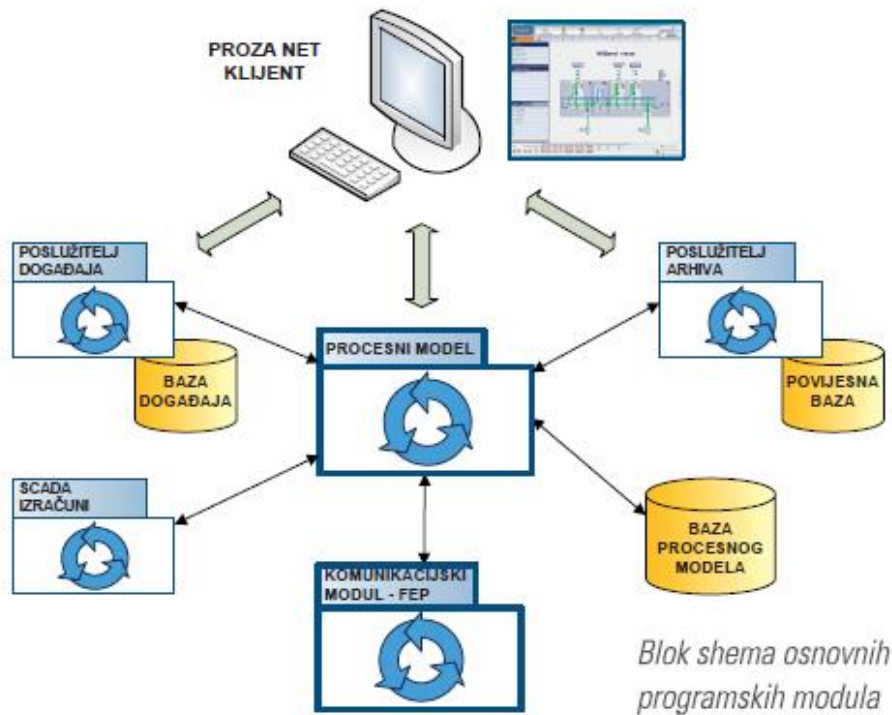 PROZA NET
KLIJENT
POSLUŽITELJ
DOGAĐAJA
BAZA
DOGAĐAJA
POSLUŽITELJ
ARHIVA
POVIJESNA
BAZA
PROCESNI MODEL
SCADA
IZRAČUNI
BAZA
PROCESNOG
MODELA
KOMUNIKACIJSKI
MODUL - FEP
Blok shema osnovnih
programskih modula